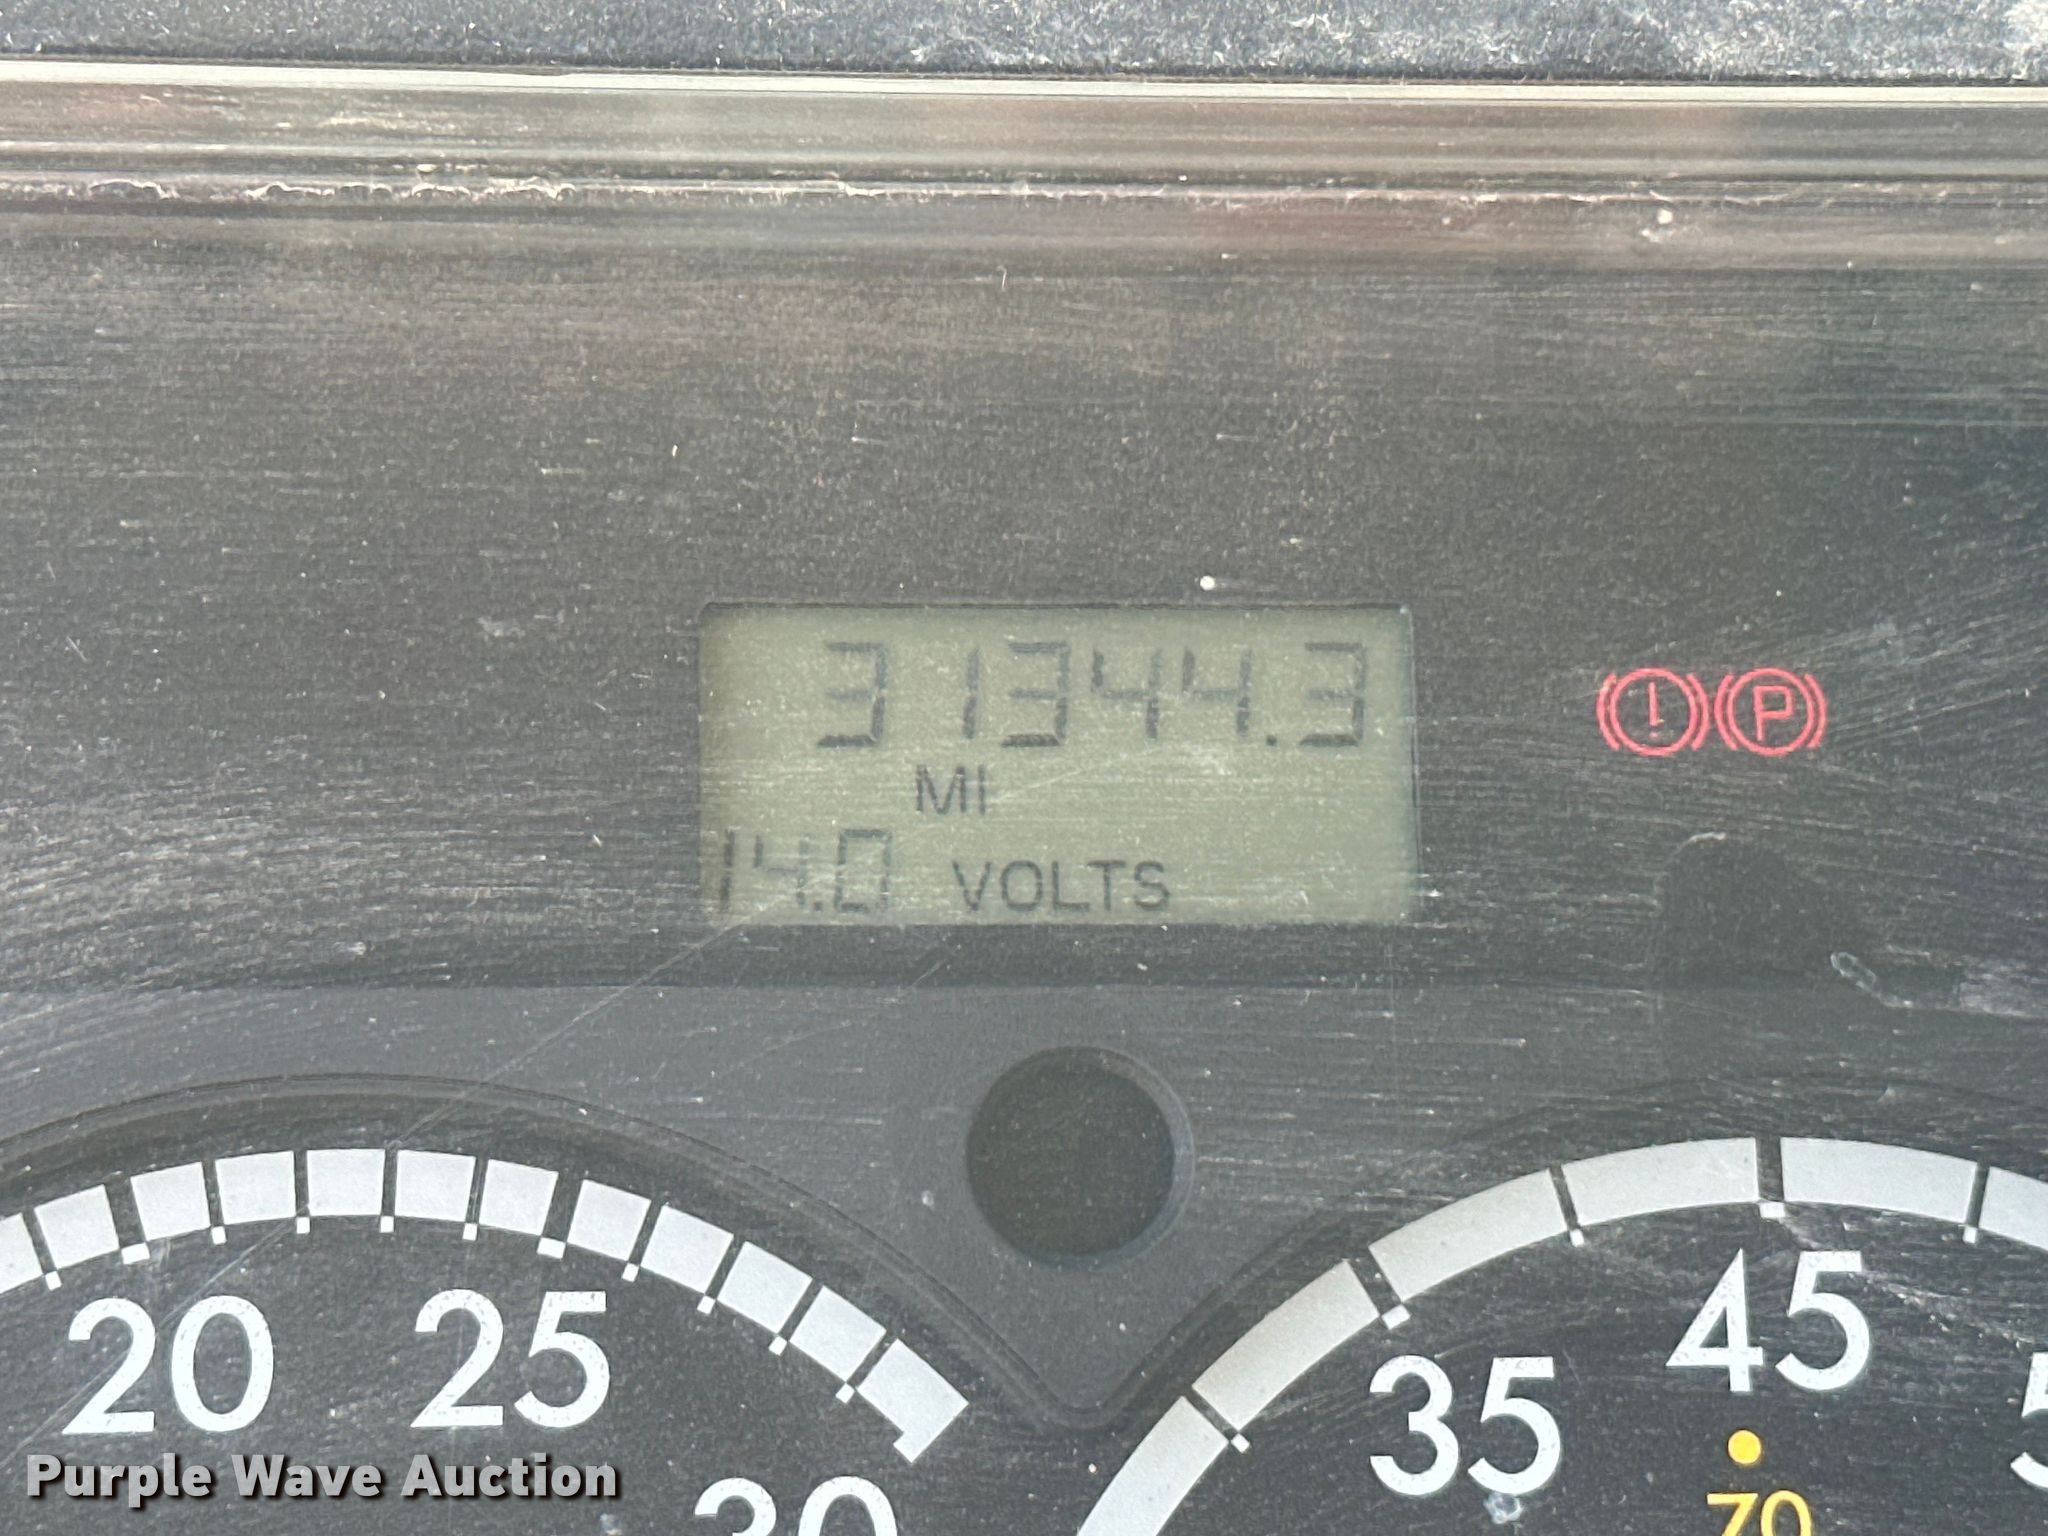 31344.3
MI
14.0 VOLTS
! P
20 25 30
35 45
70
Purple Wave Auction